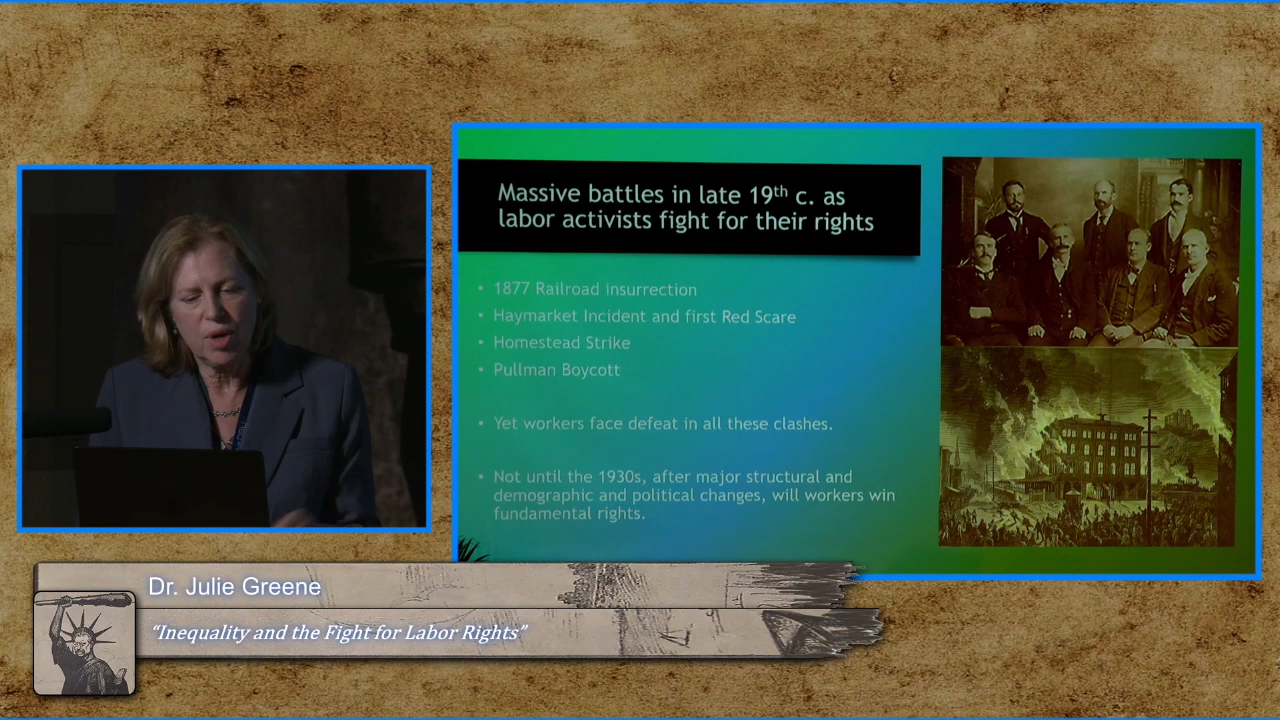 Massive battles in late 19th c. as
labor activists fight for their rights
• 1877 Railroad insurrection
• Haymarket Incident and first Red Scare
• Homestead Strike
• Pullman Boycott
• Yet workers face defeat in all these clashes.
• Not until the 1930s, after major structural and
demographic and political changes, will workers win
fundamental rights.
Dr. Julie Greene
“Inequality and the Fight for Labor Rights”